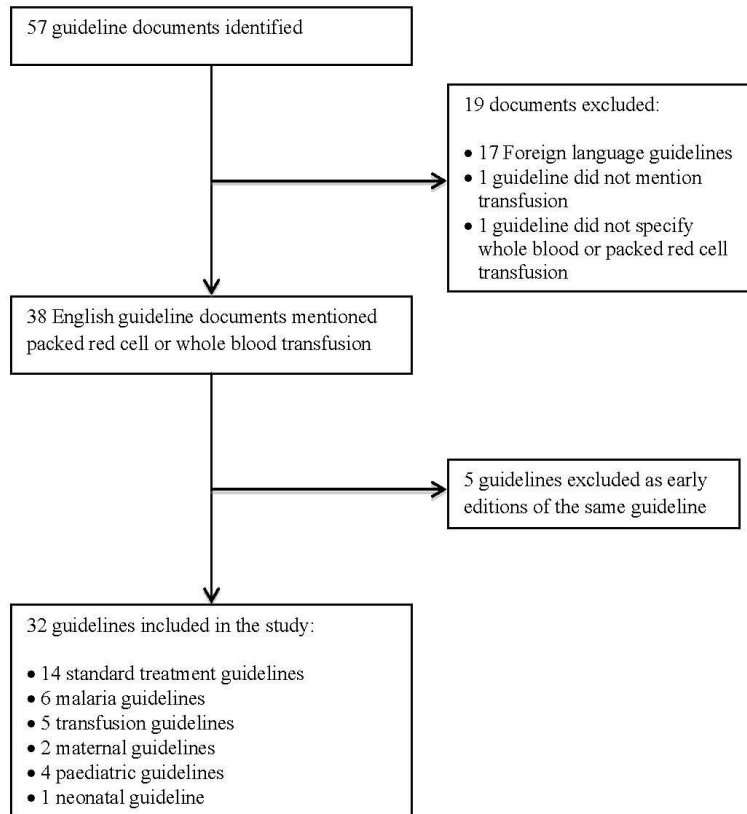 57 guideline documents identified
19 documents excluded:
• 17 Foreign language guidelines
• 1 guideline did not mention
transfusion
• 1 guideline did not specify
whole blood or packed red cell
transfusion
38 English guideline documents mentioned
packed red cell or whole blood transfusion
5 guidelines excluded as early
editions of the same guideline
32 guidelines included in the study:
• 14 standard treatment guidelines
• 6 malaria guidelines
• 5 transfusion guidelines
• 2 maternal guidelines
• 4 paediatric guidelines
• 1 neonatal guideline